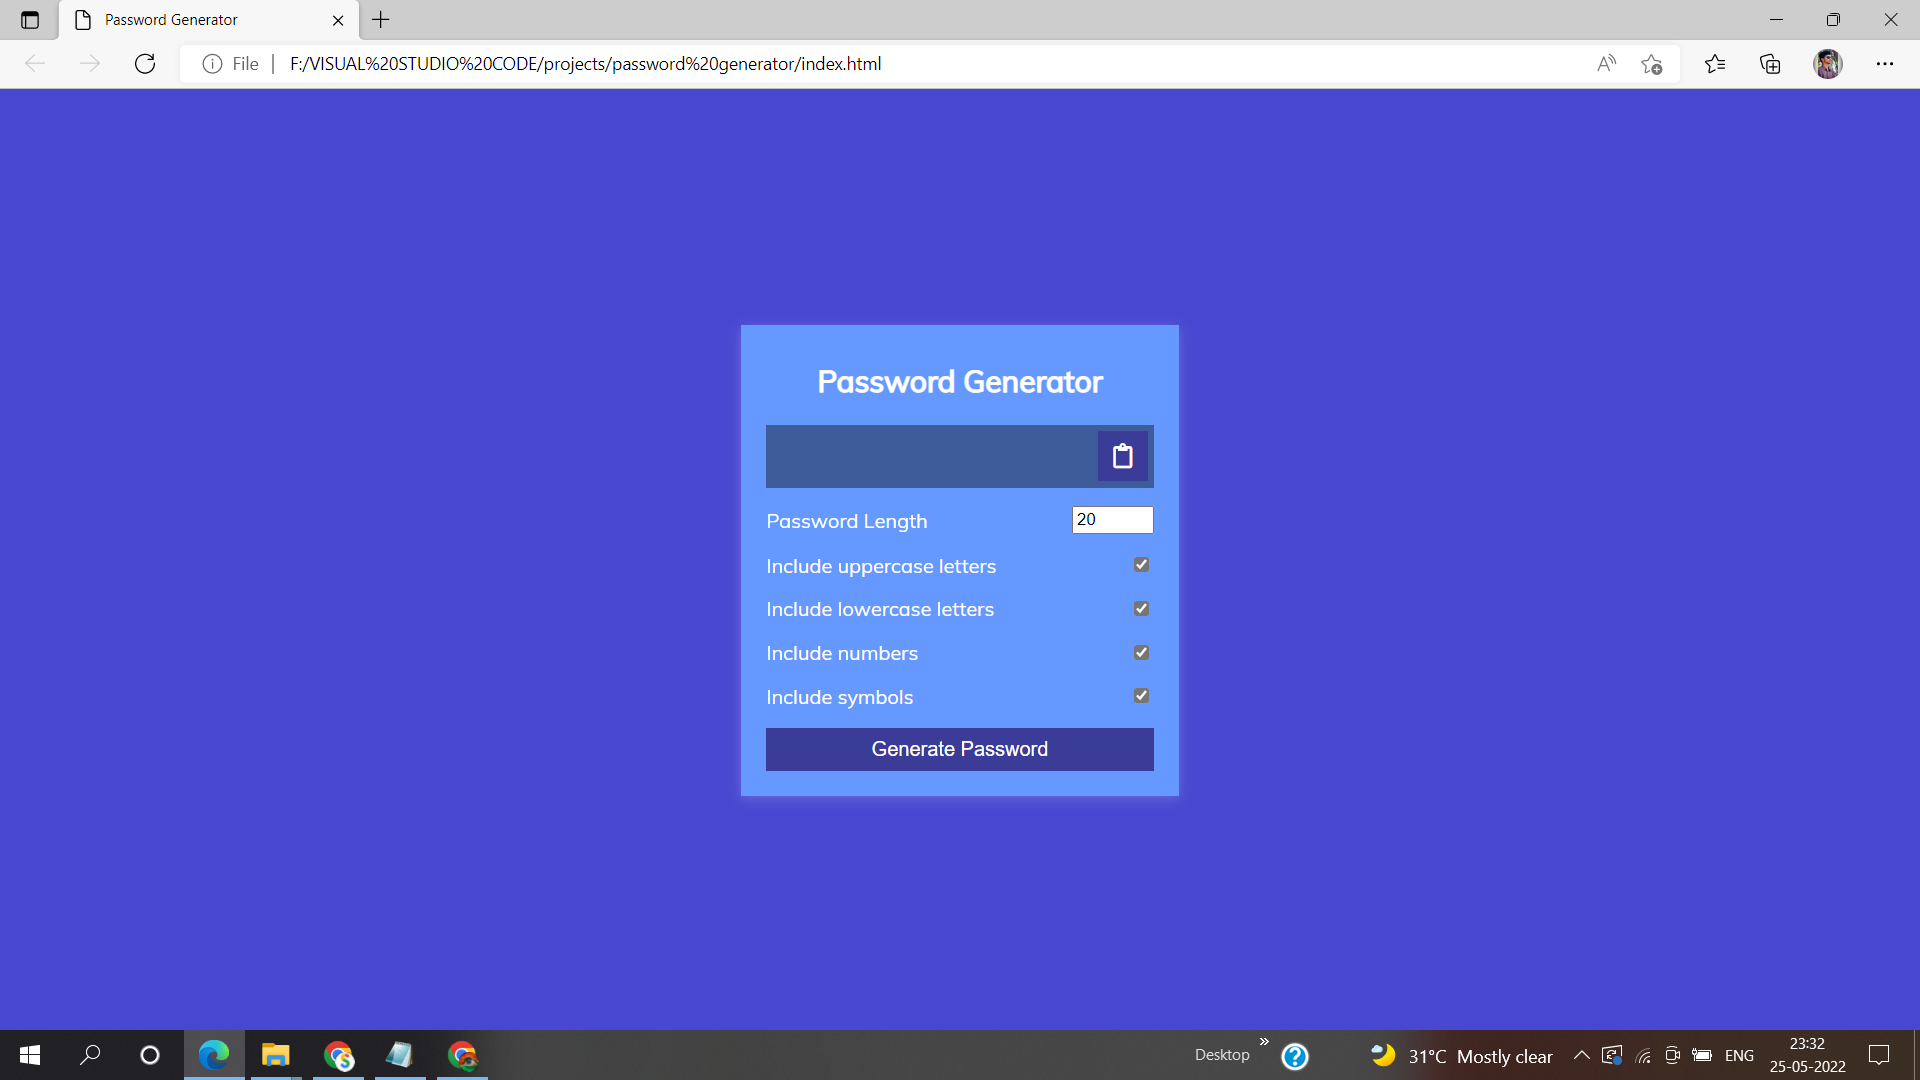 Password Generator
File
F:/VISUAL%20STUDIO%20CODE/projects/password%20generator/index.html
Password Generator
Password Length
20
Include uppercase letters
Include lowercase letters
Include numbers
Include symbols
Generate Password
Desktop
31°C Mostly clear
ENG
23:32
25-05-2022